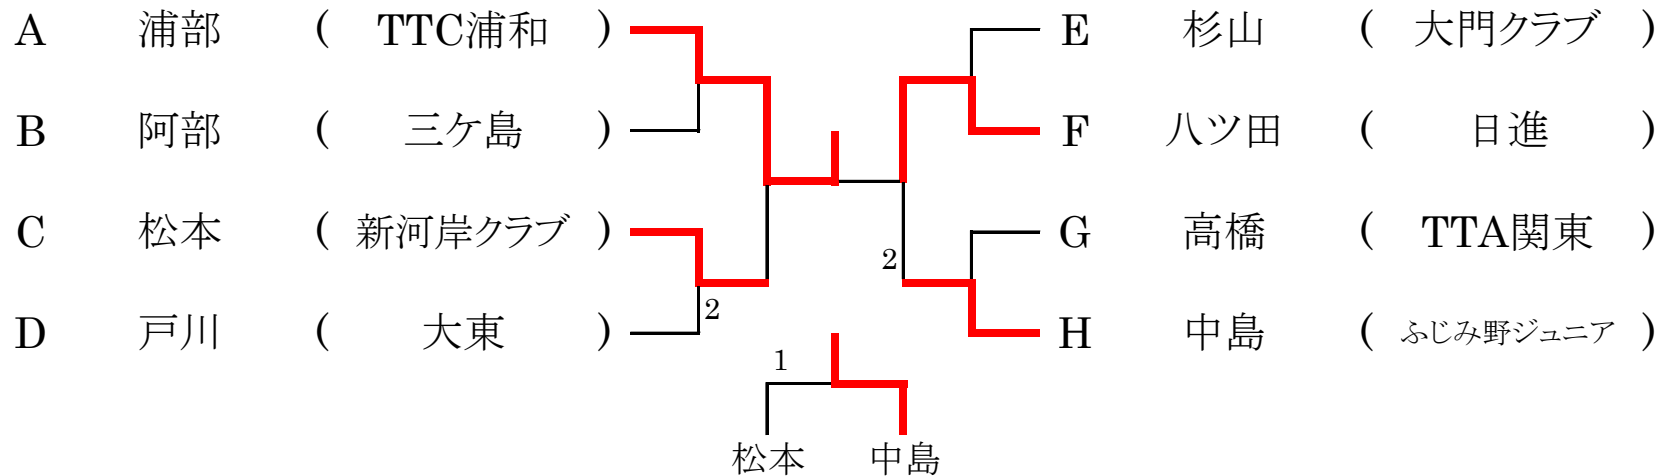 A 浦部 ( TTC浦和 ) E 杉山 ( 大門クラブ )
B 阿部 ( 三ケ島 ) F 八ツ田 ( 日進 )
C 松本 ( 新河岸クラブ ) G 高橋 ( TTA関東 )
2
2
D 戸川 ( 大東 ) H 中島 ( ふじみ野ジュニア )
1
松本 中島